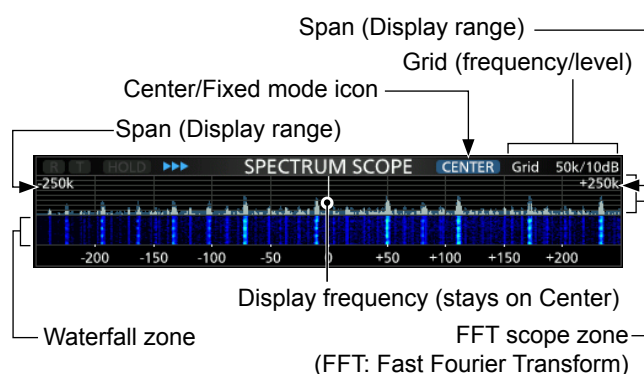 Span (Display range)
Grid (frequency/level)
Center/Fixed mode icon
Span (Display range)
R T HOLD SPECTRUM SCOPE CENTER Grid 50k/10dB
-250k +250k
-200 -150 -100 -50 0 +50 +100 +150 +200
Display frequency (stays on Center)
Waterfall zone
FFT scope zone
(FFT: Fast Fourier Transform)